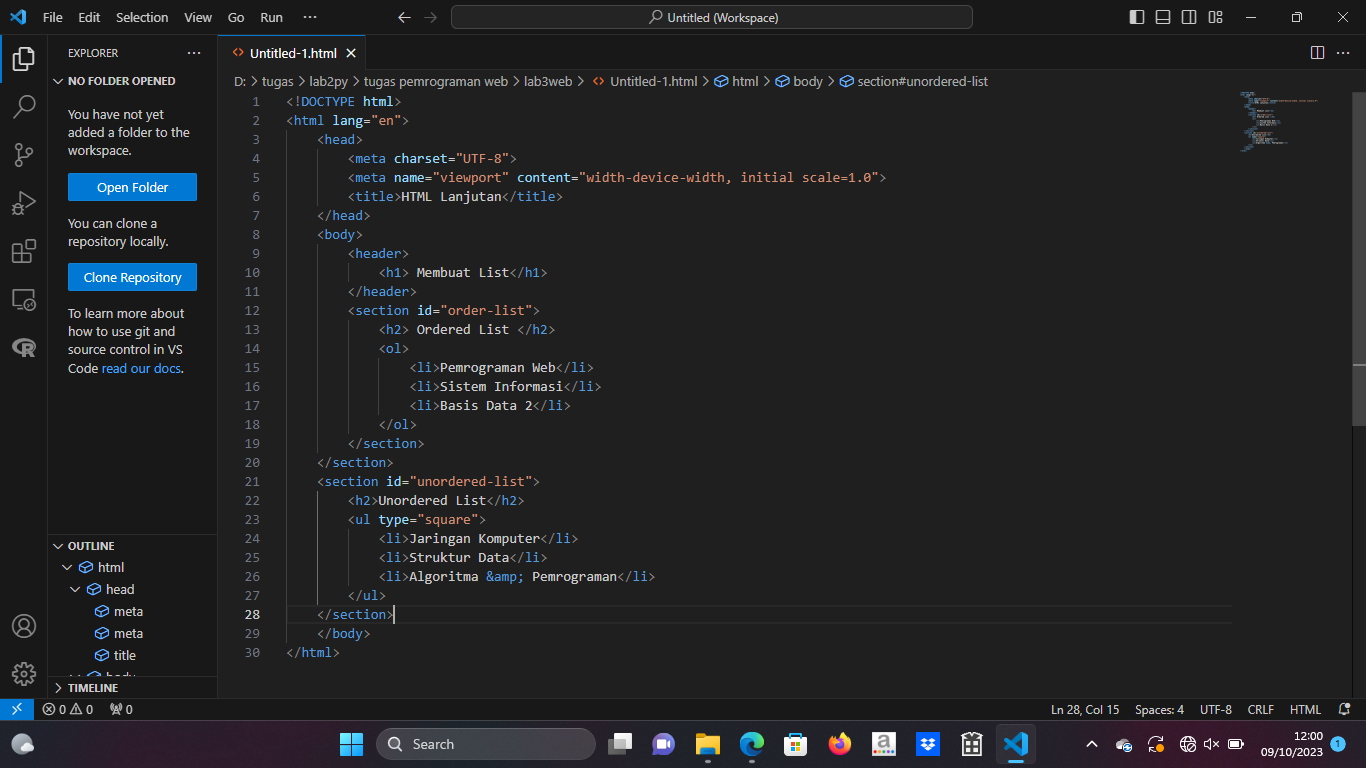 File Edit Selection View Go Run ···
Untitled (Workspace)
EXPLORER ···
NO FOLDER OPENED
You have not yet
added a folder to the
workspace.
Open Folder
You can clone a
repository locally.
Clone Repository
To learn more about
how to use git and
source control in VS
Code read our docs.
OUTLINE
html
head
meta
meta
title
body
TIMELINE
Untitled-1.html
D: > tugas > lab2py > tugas pemrograman web > lab3web > Untitled-1.html > html > body > section#unordered-list
1 <!DOCTYPE html>
2 <html lang="en">
3 <head>
4 <meta charset="UTF-8">
5 <meta name="viewport" content="width-device-width, initial scale=1.0">
6 <title>HTML Lanjutan</title>
7 </head>
8 <body>
9 <header>
10 <h1> Membuat List</h1>
11 </header>
12 <section id="order-list">
13 <h2> Ordered List </h2>
14 <ol>
15 <li>Pemrograman Web</li>
16 <li>Sistem Informasi</li>
17 <li>Basis Data 2</li>
18 </ol>
19 </section>
20 </section>
21 <section id="unordered-list">
22 <h2>Unordered List</h2>
23 <ul type="square">
24 <li>Jaringan Komputer</li>
25 <li>Struktur Data</li>
26 <li>Algoritma &amp; Pemrograman</li>
27 </ul>
28 </section>
29 </body>
30 </html>
0 0 0
Ln 28, Col 15 Spaces: 4 UTF-8 CRLF HTML
Search
a
12:00
09/10/2023
1